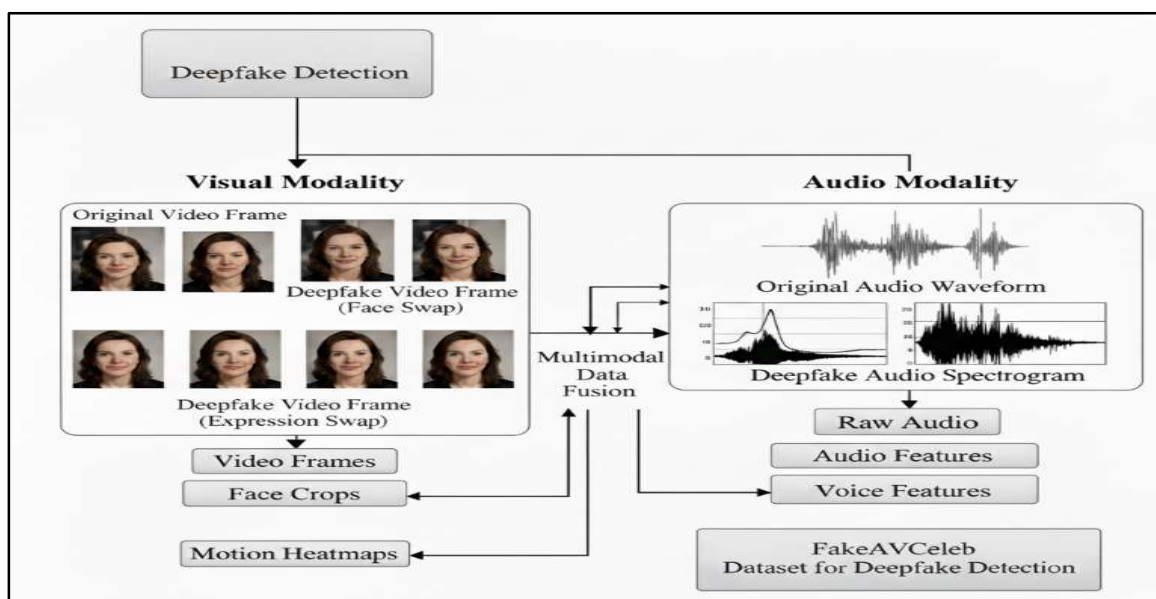 Deepfake Detection
Visual Modality
Audio Modality
Original Video Frame
Deepfake Video Frame
(Face Swap)
Deepfake Video Frame
(Expression Swap)
Multimodal
Data
Fusion
Original Audio Waveform
Deepfake Audio Spectrogram
Video Frames
Face Crops
Motion Heatmaps
Raw Audio
Audio Features
Voice Features
FakeAVCeleb
Dataset for Deepfake Detection